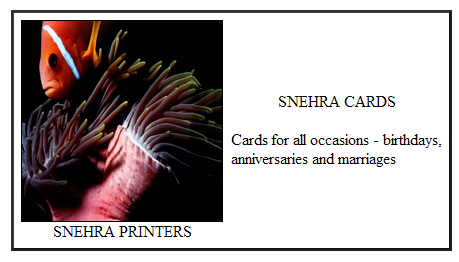 SNEHRA CARDS
Cards for all occasions - birthdays,
anniversaries and marriages
SNEHRA PRINTERS